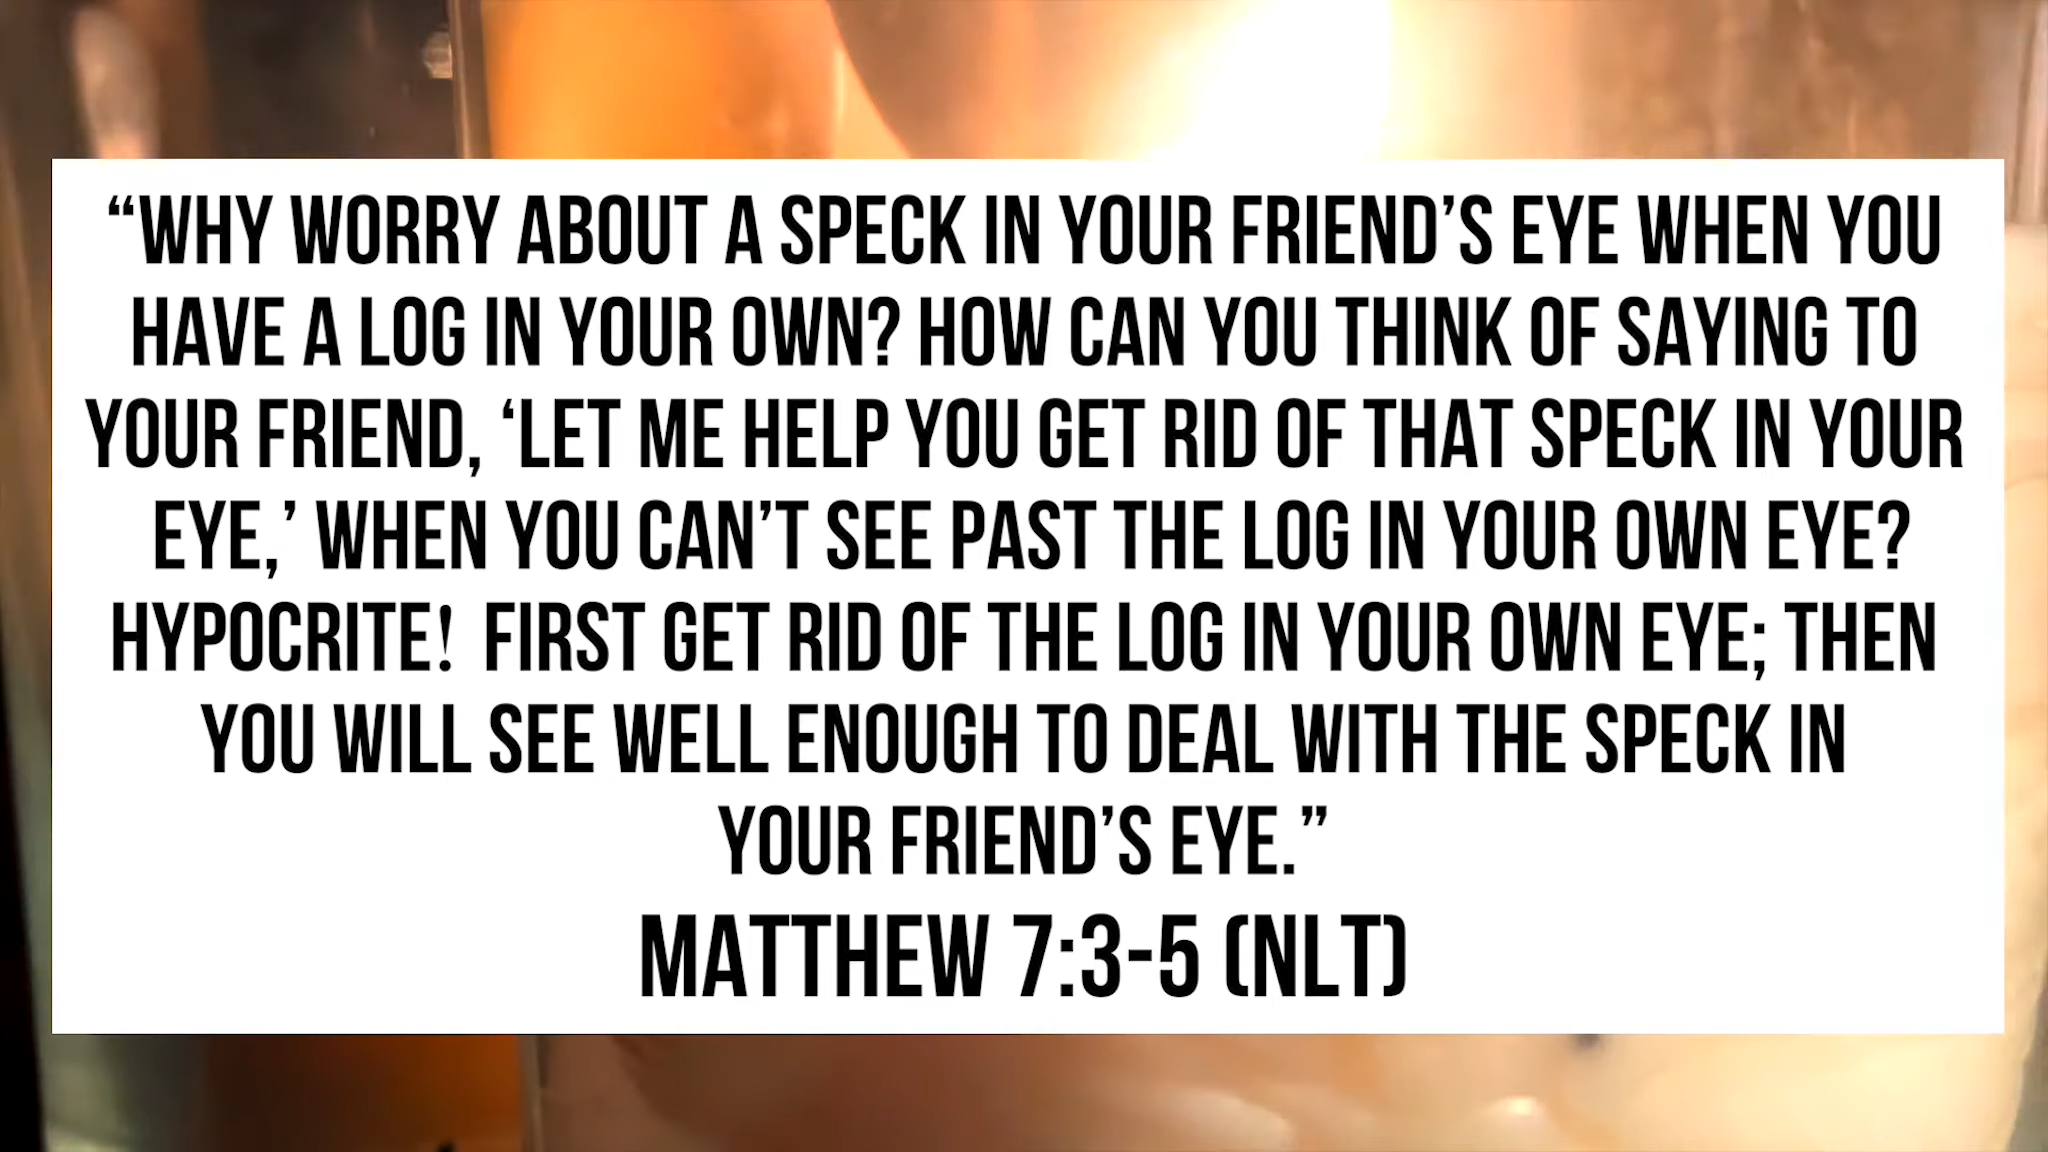 “WHY WORRY ABOUT A SPECK IN YOUR FRIEND’S EYE WHEN YOU
HAVE A LOG IN YOUR OWN? HOW CAN YOU THINK OF SAYING TO
YOUR FRIEND, ‘LET ME HELP YOU GET RID OF THAT SPECK IN YOUR
EYE,’ WHEN YOU CAN’T SEE PAST THE LOG IN YOUR OWN EYE?
HYPOCRITE! FIRST GET RID OF THE LOG IN YOUR OWN EYE; THEN
YOU WILL SEE WELL ENOUGH TO DEAL WITH THE SPECK IN
YOUR FRIEND’S EYE.”
MATTHEW 7:3-5 (NLT)